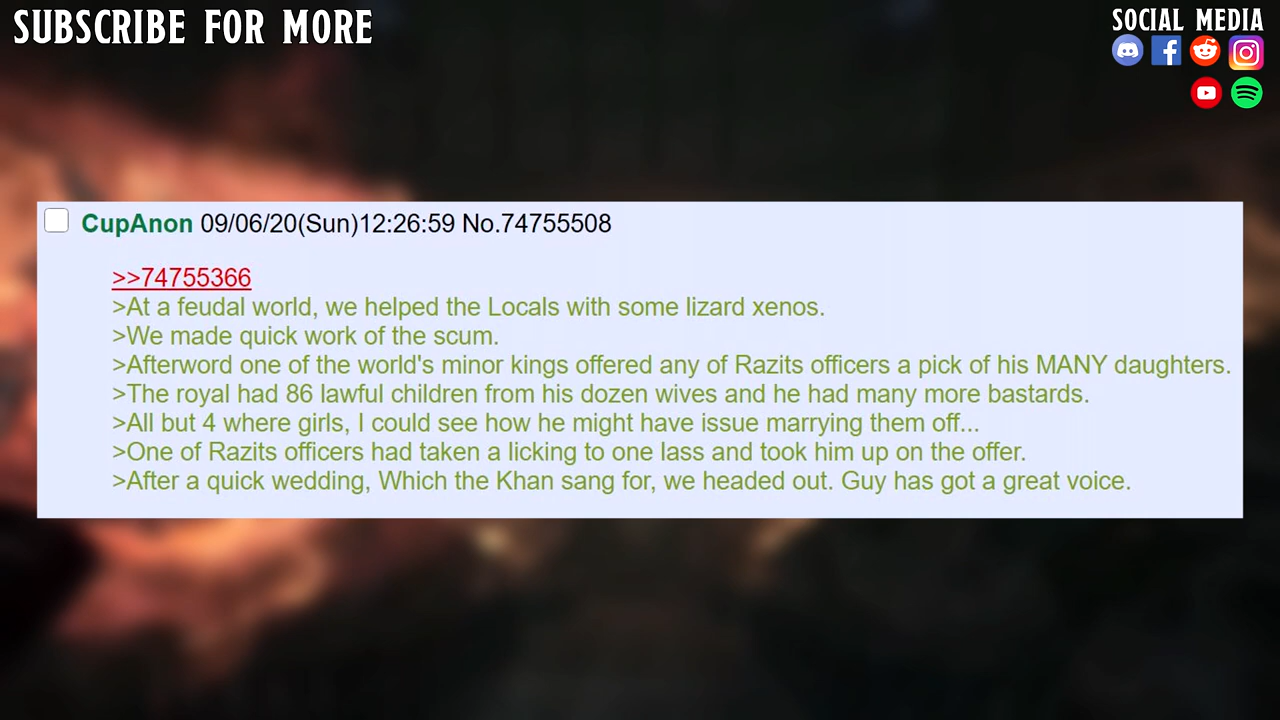 SUBSCRIBE FOR MORE
SOCIAL MEDIA
CupAnon 09/06/20(Sun)12:26:59 No.74755508
>>74755366
>At a feudal world, we helped the Locals with some lizard xenos.
>We made quick work of the scum.
>Afterword one of the world's minor kings offered any of Razits officers a pick of his MANY daughters.
>The royal had 86 lawful children from his dozen wives and he had many more bastards.
>All but 4 where girls, I could see how he might have issue marrying them off...
>One of Razits officers had taken a licking to one lass and took him up on the offer.
>After a quick wedding, Which the Khan sang for, we headed out. Guy has got a great voice.